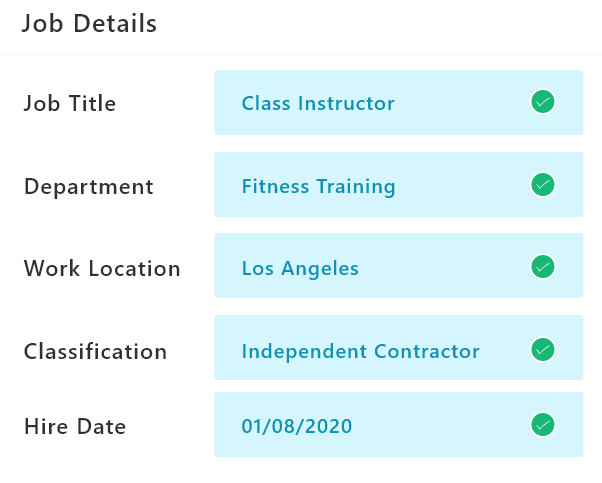 Job Details
Job Title Class Instructor
Department Fitness Training
Work Location Los Angeles
Classification Independent Contractor
Hire Date 01/08/2020